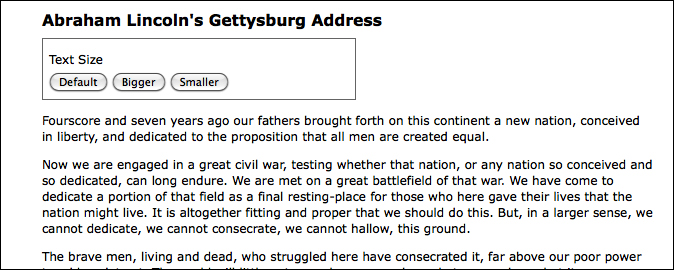 Abraham Lincoln's Gettysburg Address
Text Size
Default Bigger Smaller
Fourscore and seven years ago our fathers brought forth on this continent a new nation, conceived
in liberty, and dedicated to the proposition that all men are created equal.
Now we are engaged in a great civil war, testing whether that nation, or any nation so conceived and
so dedicated, can long endure. We are met on a great battlefield of that war. We have come to
dedicate a portion of that field as a final resting-place for those who here gave their lives that the
nation might live. It is altogether fitting and proper that we should do this. But, in a larger sense, we
cannot dedicate, we cannot consecrate, we cannot hallow, this ground.
The brave men, living and dead, who struggled here have consecrated it, far above our poor power